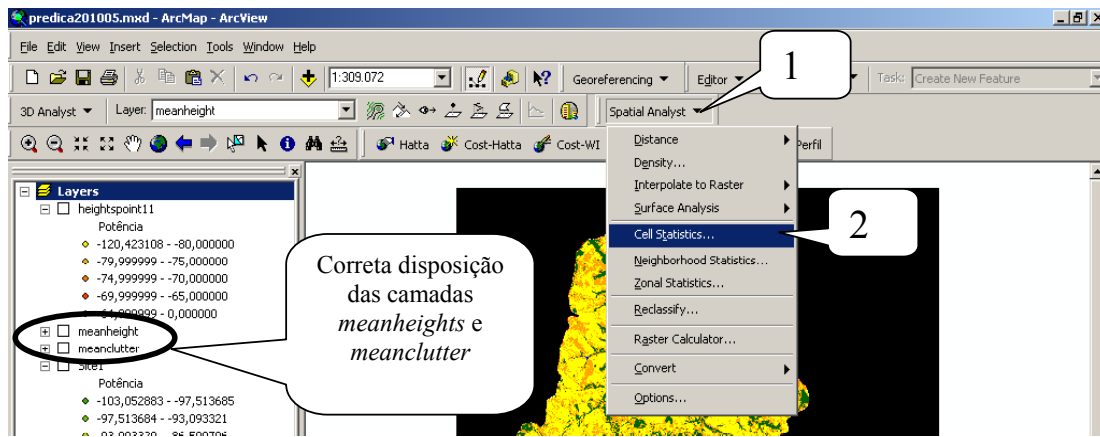 predica201005.mxd - ArcMap - ArcView
File Edit View Insert Selection Tools Window Help
1:309.072
Georeferencing
Editor
Task: Create New Feature
1
3D Analyst
Layer: meanheight
Spatial Analyst
Hatta
Cost-Hatta
Cost-WI
Perfil
Distance
Density...
Interpolate to Raster
Surface Analysis
Cell Statistics...
2
Neighborhood Statistics...
Zonal Statistics...
Reclassify...
Raster Calculator...
Convert
Options...
Layers
heightspoint11
Potência
-120,423108 - -80,000000
-79,999999 - -75,000000
-74,999999 - -70,000000
-69,999999 - -65,000000
-64,999999 - 0,000000
meanheight
meanclutter
Site1
Potência
-103,052883 - -97,513685
-97,513684 - -93,093321
Correta disposição
das camadas
meanheights e
meanclutter